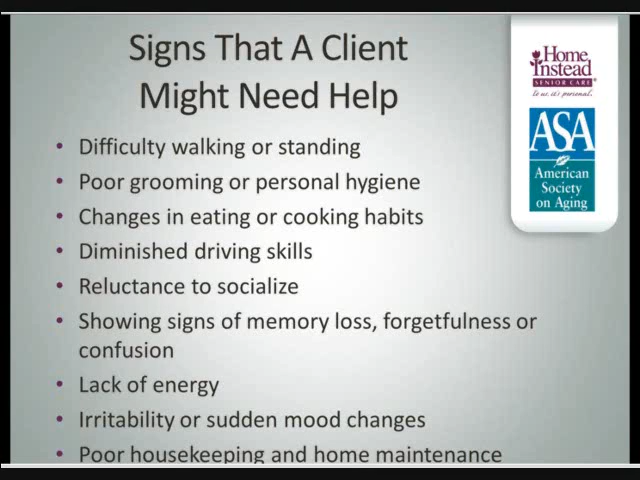 Signs That A Client
Might Need Help
• Difficulty walking or standing
• Poor grooming or personal hygiene
• Changes in eating or cooking habits
• Diminished driving skills
• Reluctance to socialize
• Showing signs of memory loss, forgetfulness or
confusion
• Lack of energy
• Irritability or sudden mood changes
• Poor housekeeping and home maintenance
Home
Instead
SENIOR CARE
to us, it's personal.
ASA
American
Society
on Aging